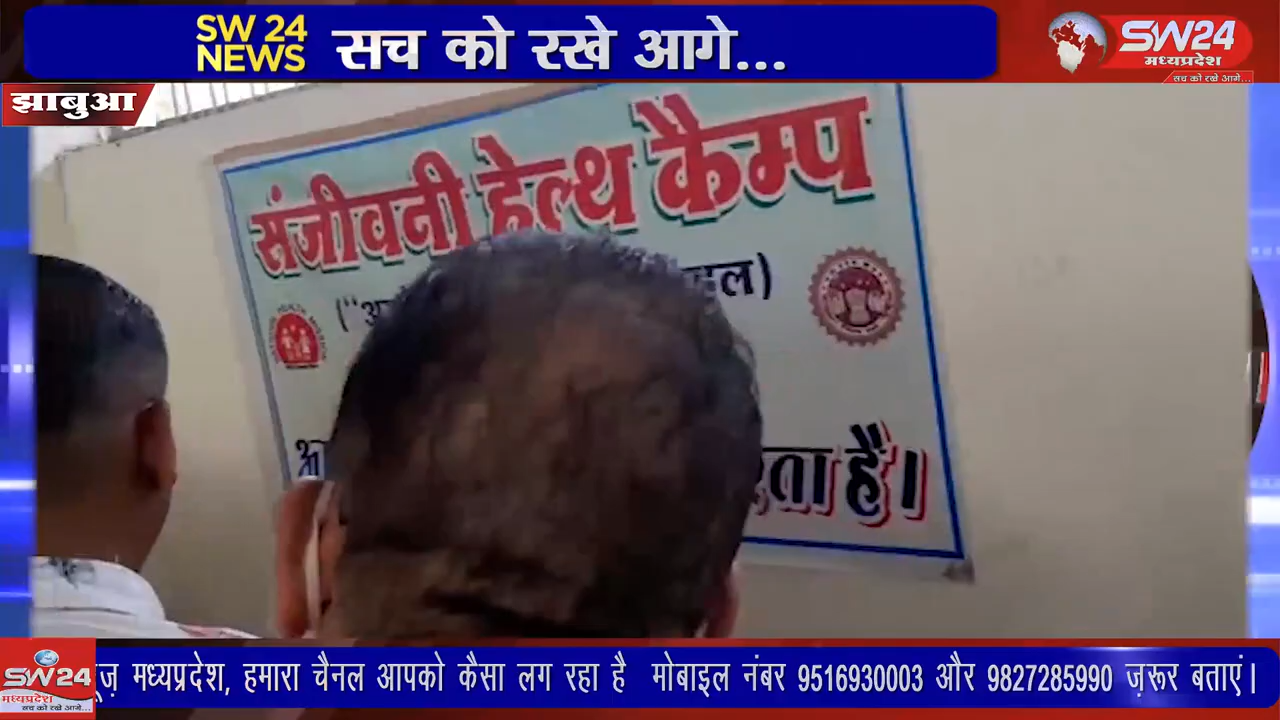 SW 24 NEWS सच को रखे आगे...
SW24
मध्यप्रदेश
सच को रखे आगे...
झाबुआ
संजीवनी हेल्थ कैम्प
SW24
मध्यप्रदेश
सच को रखे आगे...
मध्यप्रदेश, हमारा चैनल आपको कैसा लग रहा है मोबाइल नंबर 9516930003 और 9827285990 ज़रूर बताएं।